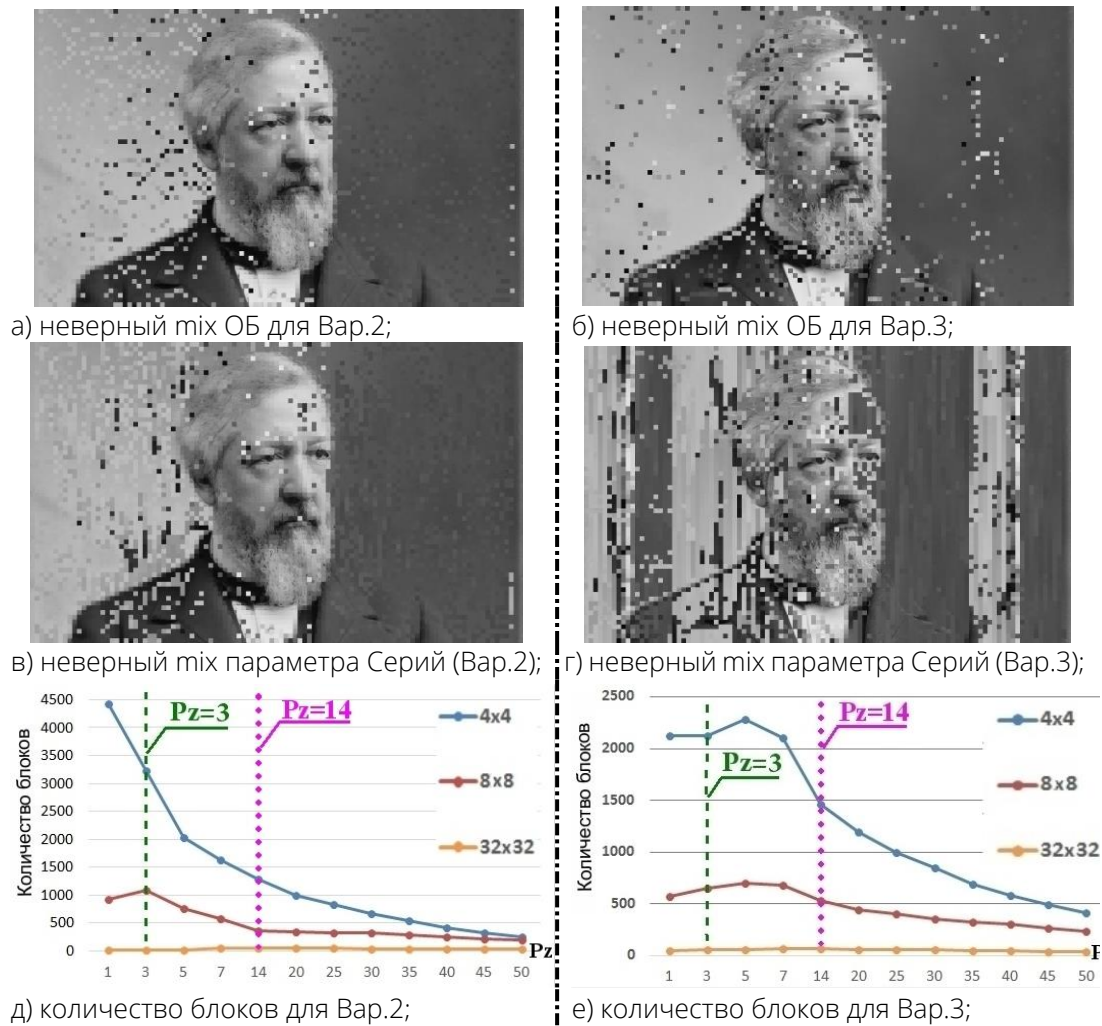 а) неверный mix ОБ для Вар.2;
б) неверный mix ОБ для Вар.3;
в) неверный mix параметра Серий (Вар.2);
г) неверный mix параметра Серий (Вар.3);
Количество блоков
4500
4000
3500
3000
2500
2000
1500
1000
500
0
Pz=3
Pz=14
4x4
8x8
32x32
1 3 5 7 14 20 25 30 35 40 45 50
Pz
д) количество блоков для Вар.2;
Количество блоков
2500
2000
1500
1000
500
0
Pz=3
Pz=14
4x4
8x8
32x32
1 3 5 7 14 20 25 30 35 40 45 50
P
е) количество блоков для Вар.3;